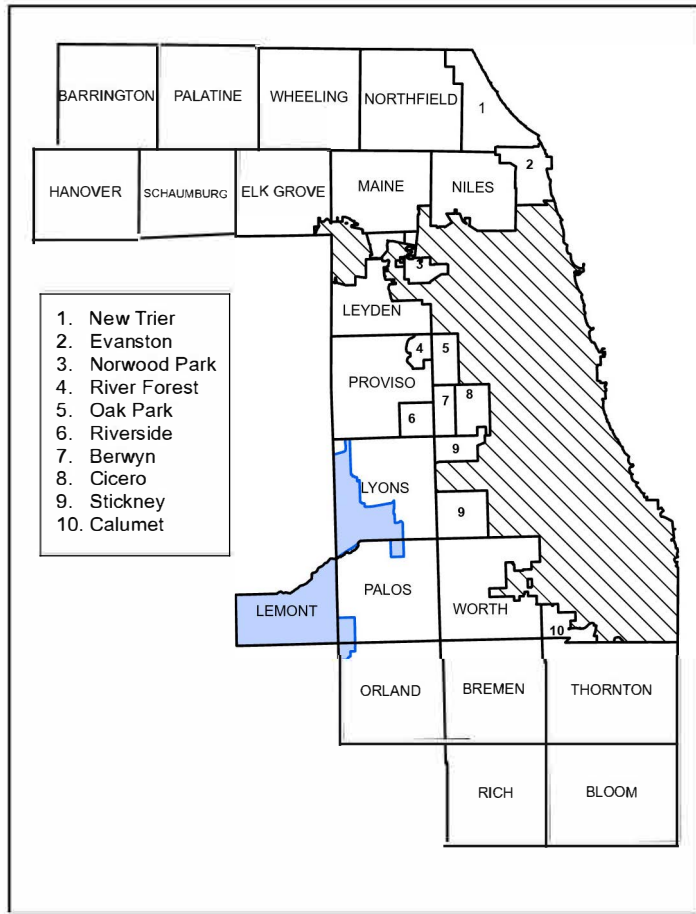 BARRINGTON PALATINE WHEELING NORTHFIELD 1
2
HANOVER SCHAUMBURG ELK GROVE MAINE NILES
3
LEYDEN
1. New Trier
2. Evanston
3. Norwood Park
4. River Forest
5. Oak Park
6. Riverside
7. Berwyn
8. Cicero
9. Stickney
10. Calumet
4 5
PROVISO
7 8
6
9
LYONS
9
PALOS
LEMONT WORTH
10
ORLAND BREMEN THORNTON
RICH BLOOM